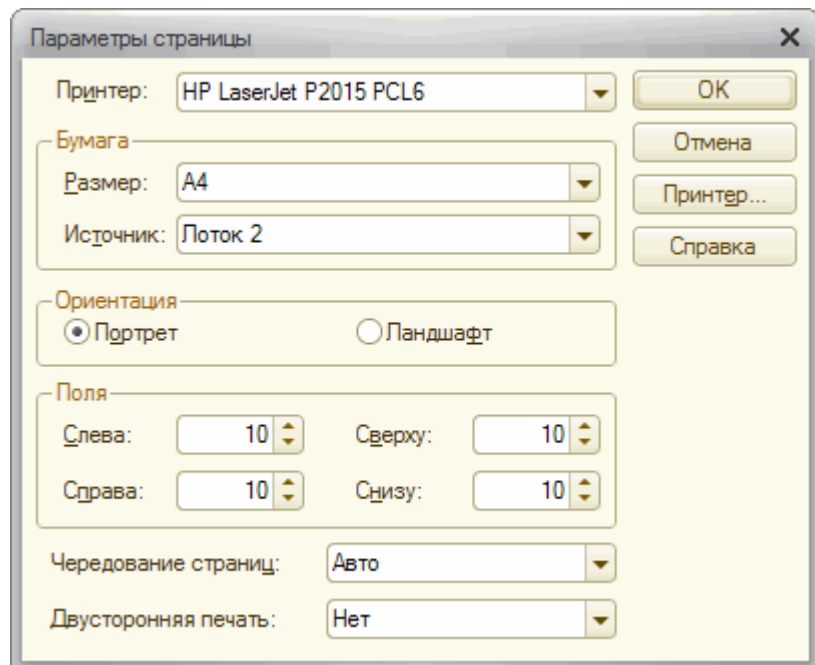 Параметры страницы
Принтер: HP LaserJet P2015 PCL6
OK
Бумага
Отмена
Размер: A4
Принтер...
Источник: Лоток 2
Справка
Ориентация
Портрет Ландшафт
Поля
Слева: 10 Сверху: 10
Справа: 10 Снизу: 10
Чередование страниц: Авто
Двусторонняя печать: Нет